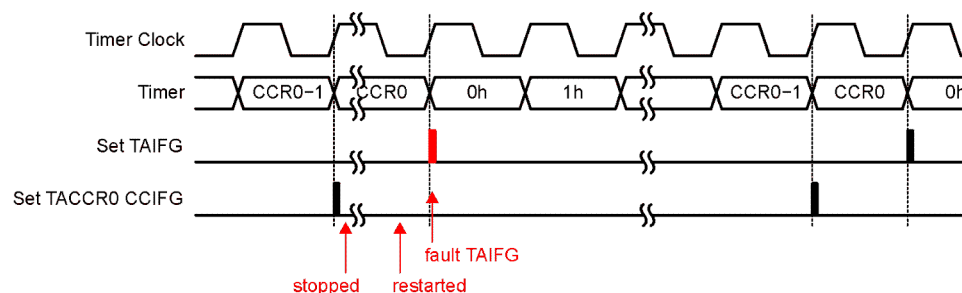 Timer Clock
Timer CCR0−1 CCR0 0h 1h CCR0−1 CCR0 0h
Set TAIFG
Set TACCR0 CCIFG
fault TAIFG
stopped restarted